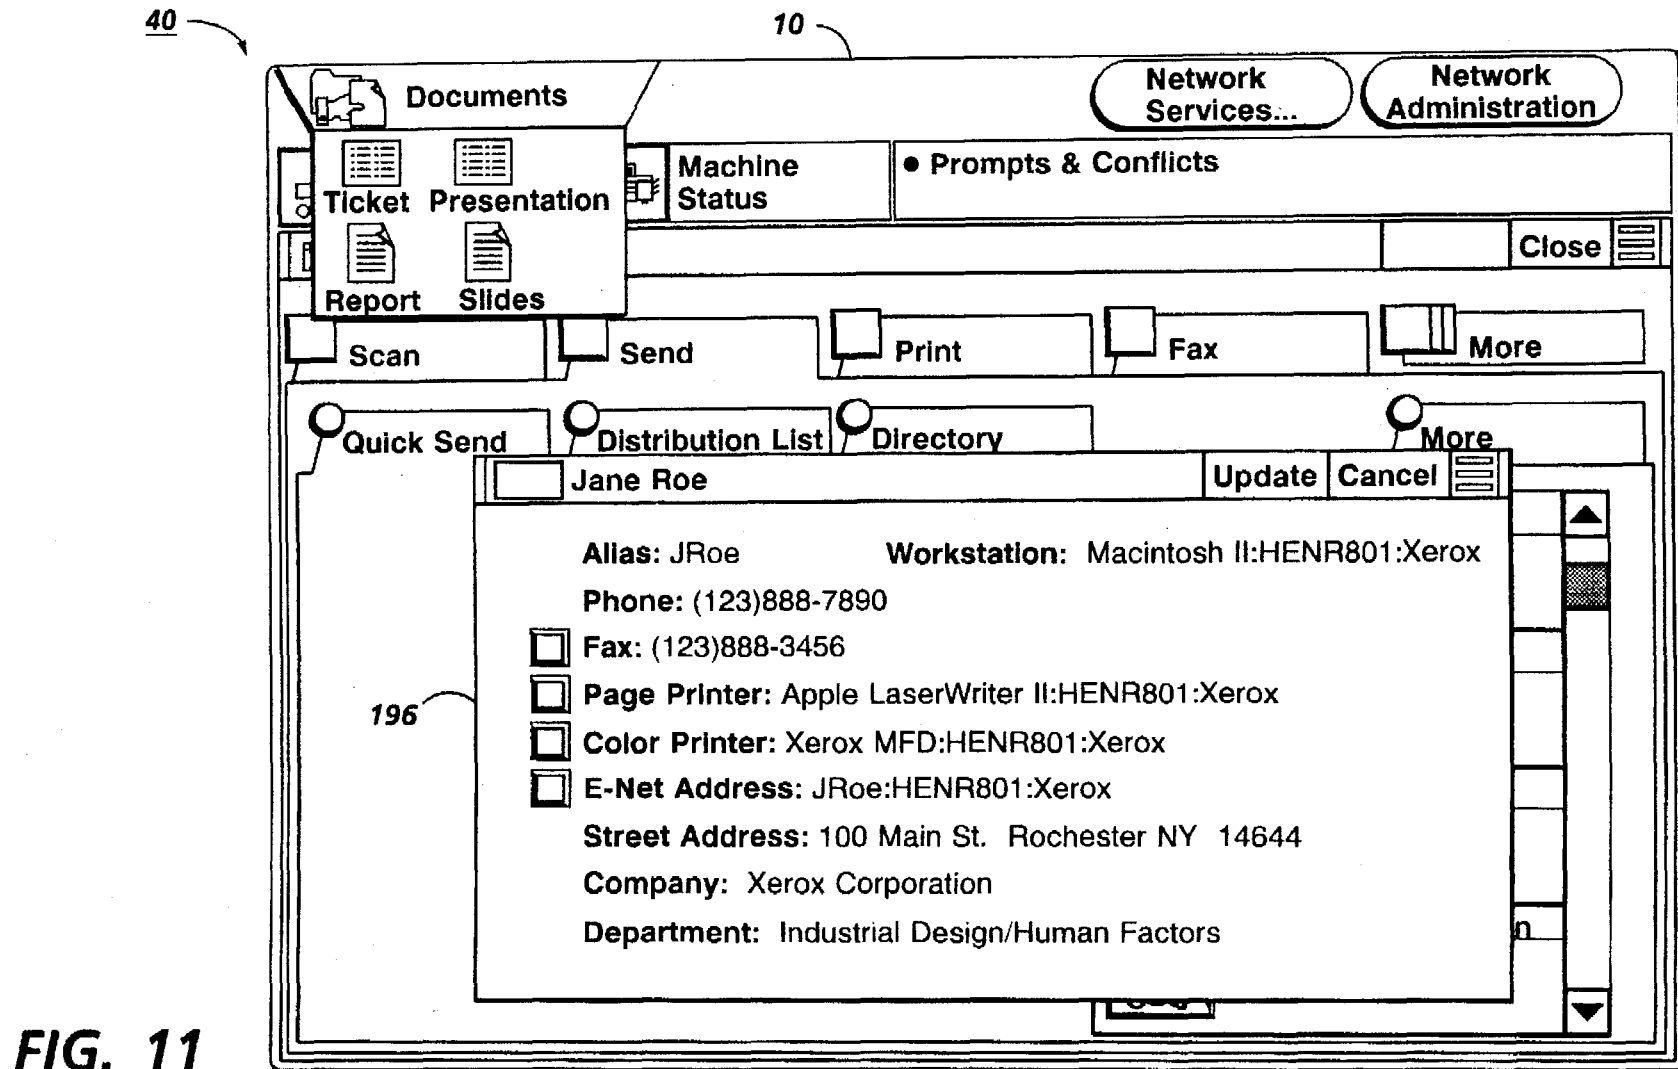 40
10
Documents
Network
Services...
Network
Administration
Ticket Presentation
Report Slides
Machine
Status
• Prompts & Conflicts
Close
Scan
Send
Print
Fax
More
Quick Send
Distribution List
Directory
More
Jane Roe
Update
Cancel
Alias: JRoe Workstation: Macintosh II:HENR801:Xerox
Phone: (123)888-7890
Fax: (123)888-3456
196
Page Printer: Apple LaserWriter II:HENR801:Xerox
Color Printer: Xerox MFD:HENR801:Xerox
E-Net Address: JRoe:HENR801:Xerox
Street Address: 100 Main St. Rochester NY 14644
Company: Xerox Corporation
Department: Industrial Design/Human Factors
n
FIG. 11